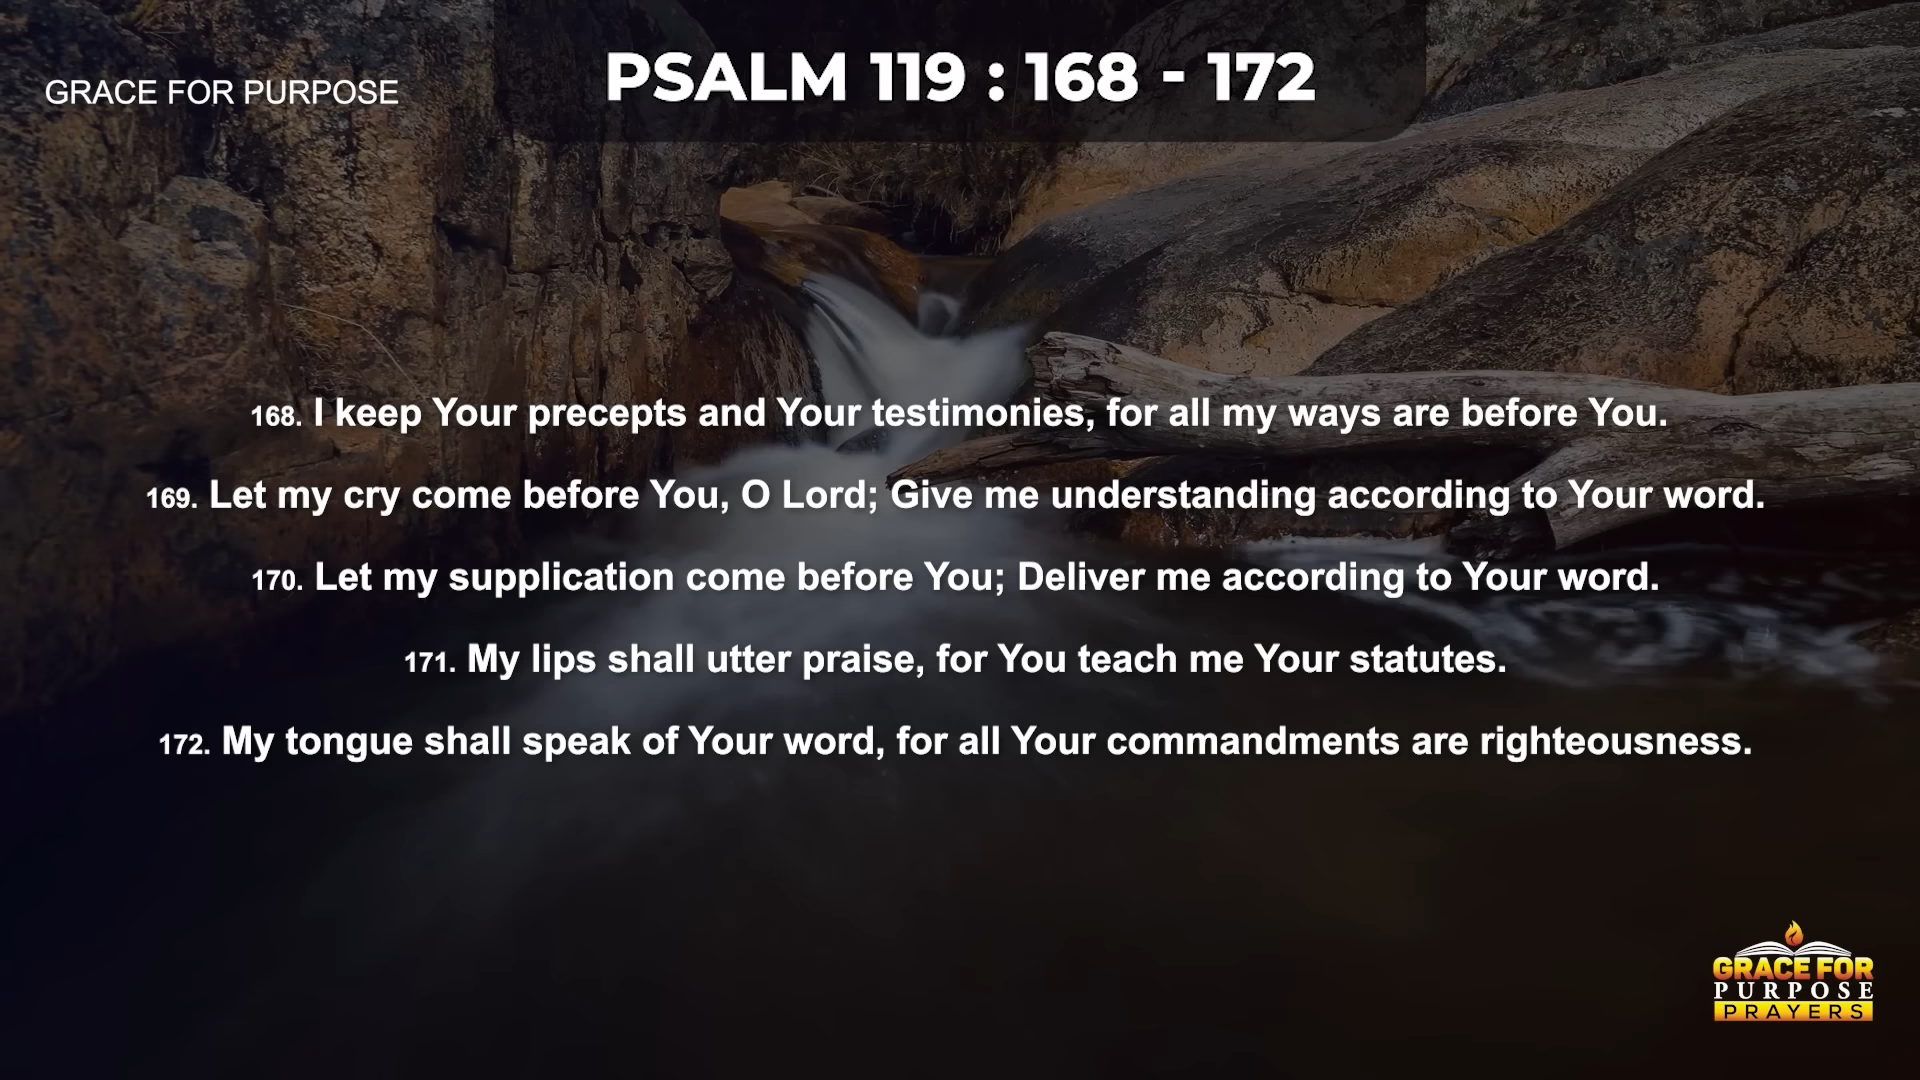 GRACE FOR PURPOSE
PSALM 119 : 168 - 172
168. I keep Your precepts and Your testimonies, for all my ways are before You.
169. Let my cry come before You, O Lord; Give me understanding according to Your word.
170. Let my supplication come before You; Deliver me according to Your word.
171. My lips shall utter praise, for You teach me Your statutes.
172. My tongue shall speak of Your word, for all Your commandments are righteousness.
GRACE FOR
PURPOSE
PRAYERS